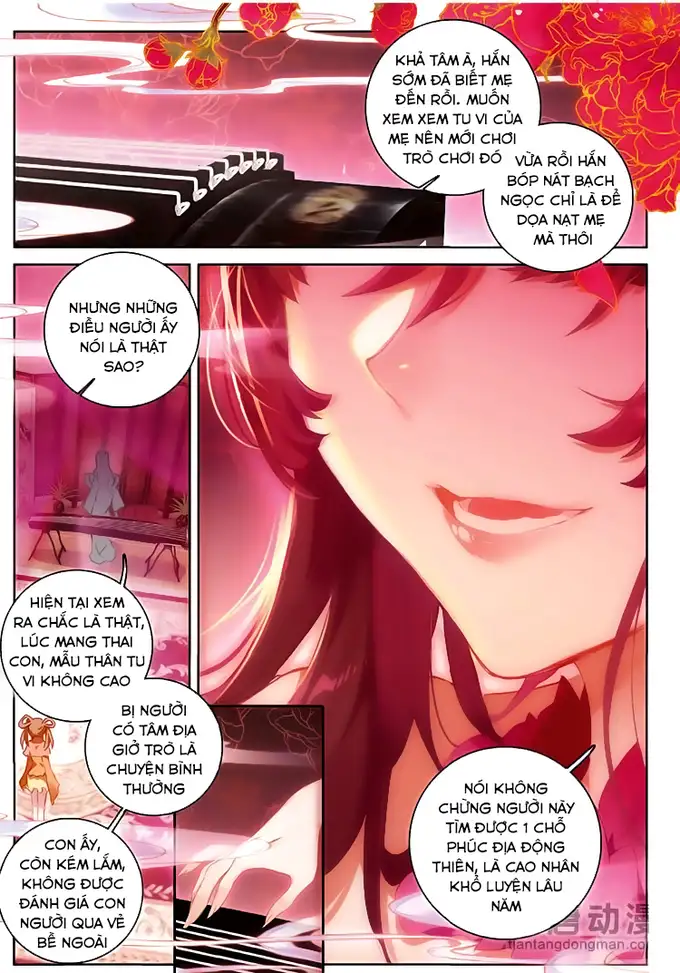 KHẢ TÂM À, HẮN
SỚM ĐÃ BIẾT MẸ
ĐẾN RỒI. MUỐN
XEM XEM TU VI CỦA
MẸ NÊN MỚI CHƠI
TRÒ CHƠI ĐÓ
VỪA RỒI HẮN
BÓP NÁT BẠCH
NGỌC CHỈ LÀ ĐỂ
DỌA NẠT MẸ
MÀ THÔI
NHƯNG NHỮNG
ĐIỀU NGƯỜI ẤY
NÓI LÀ THẬT
SAO?
HIỆN TẠI XEM
RA CHẮC LÀ THẬT,
LÚC MANG THAI
CON, MẪU THÂN TU
VI KHÔNG CAO
BỊ NGƯỜI
CÓ TÂM ĐỊA
GIỞ TRÒ LÀ
CHUYỆN BÌNH
THƯỜNG
CON ẤY,
CÒN KÉM LẮM,
KHÔNG ĐƯỢC
ĐÁNH GIÁ CON
NGƯỜI QUA VẺ
BỀ NGOÀI
NÓI KHÔNG
CHỪNG NGƯỜI NÀY
TÌM ĐƯỢC 1 CHỖ
PHÚC ĐỊA ĐỘNG
THIÊN, LÀ CAO NHÂN
KHỔ LUYỆN LÂU
NĂM
启动漫
tiantangdongman.com